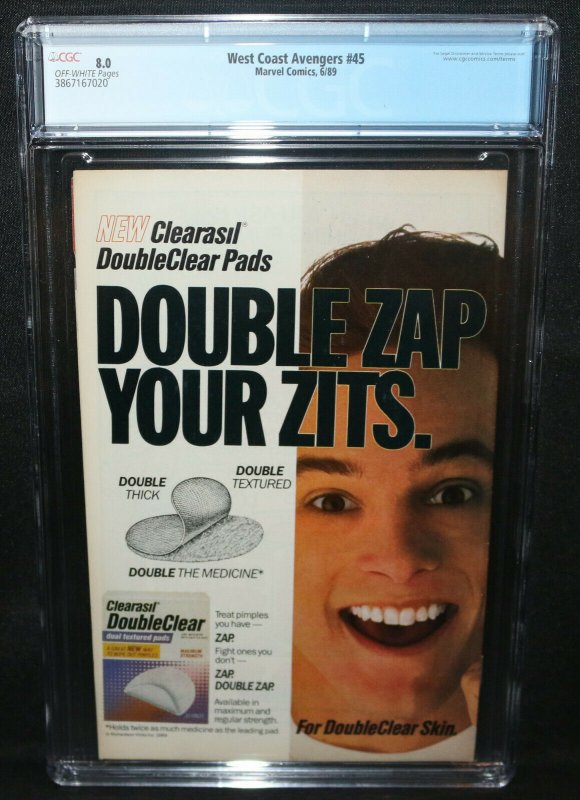 CGC 8.0
OFF-WHITE Pages
3867167020
West Coast Avengers #45
Marvel Comics, 6/89
www.cgccomics.com/terms
NEW Clearasil®
DoubleClear Pads
DOUBLE ZAP
YOUR ZITS.
DOUBLE
THICK
DOUBLE
TEXTURED
DOUBLE THE MEDICINE*
Clearasil®
DoubleClear
dual textured pads
MAXIMUM
STRENGTH
Treat pimples
you have —
ZAP.
Fight ones you
don't —
ZAP.
DOUBLE ZAP.
Available in
maximum and
regular strength.
*Holds twice as much medicine as the leading pad.
For DoubleClear Skin.